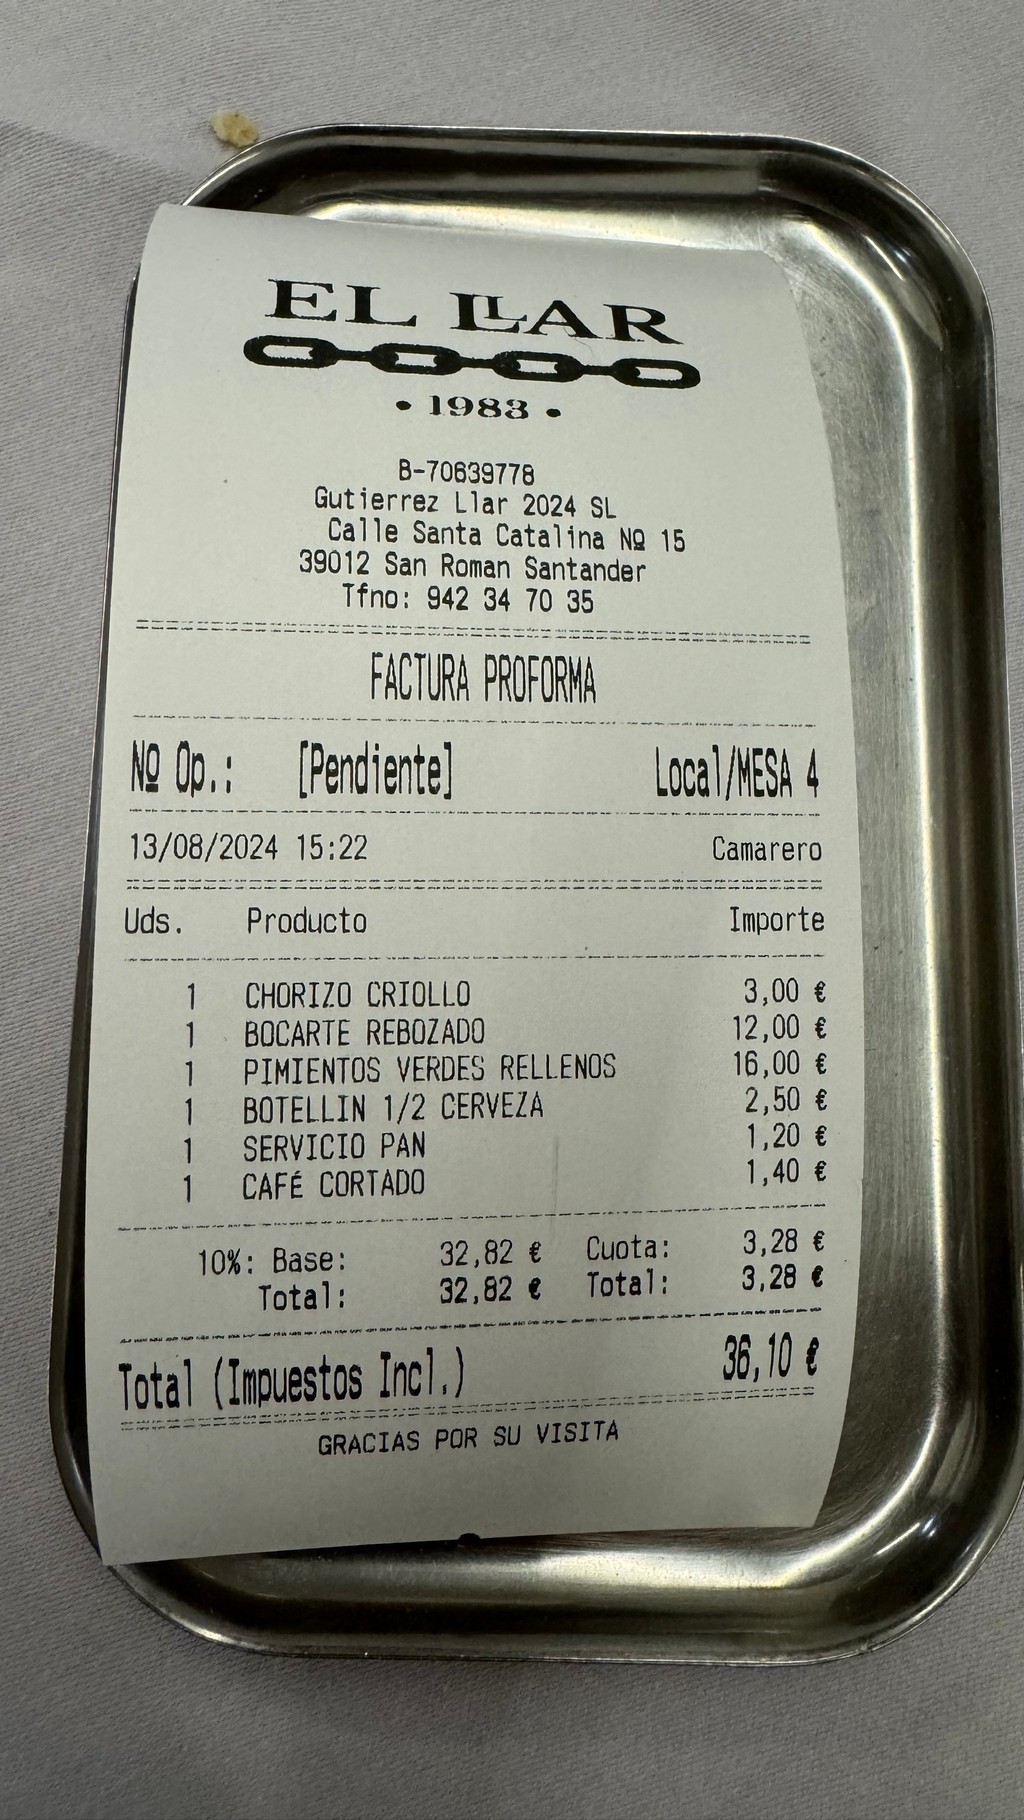 EL LLAR
• 1983 •
B-70639778
Gutierrez Llar 2024 SL
Calle Santa Catalina Nº 15
39012 San Roman Santander
Tfno: 942 34 70 35
FACTURA PROFORMA
Nº Op.: [Pendiente] Local/MESA 4
13/08/2024 15:22 Camarero
Uds. Producto Importe
1 CHORIZO CRIOLLO 3,00 €
1 BOCARTE REBOZADO 12,00 €
1 PIMIENTOS VERDES RELLENOS 16,00 €
1 BOTELLIN 1/2 CERVEZA 2,50 €
1 SERVICIO PAN 1,20 €
1 CAFÉ CORTADO 1,40 €
10%: Base: 32,82 € Cuota: 3,28 €
Total: 32,82 € Total: 3,28 €
Total (Impuestos Incl.) 36,10 €
GRACIAS POR SU VISITA